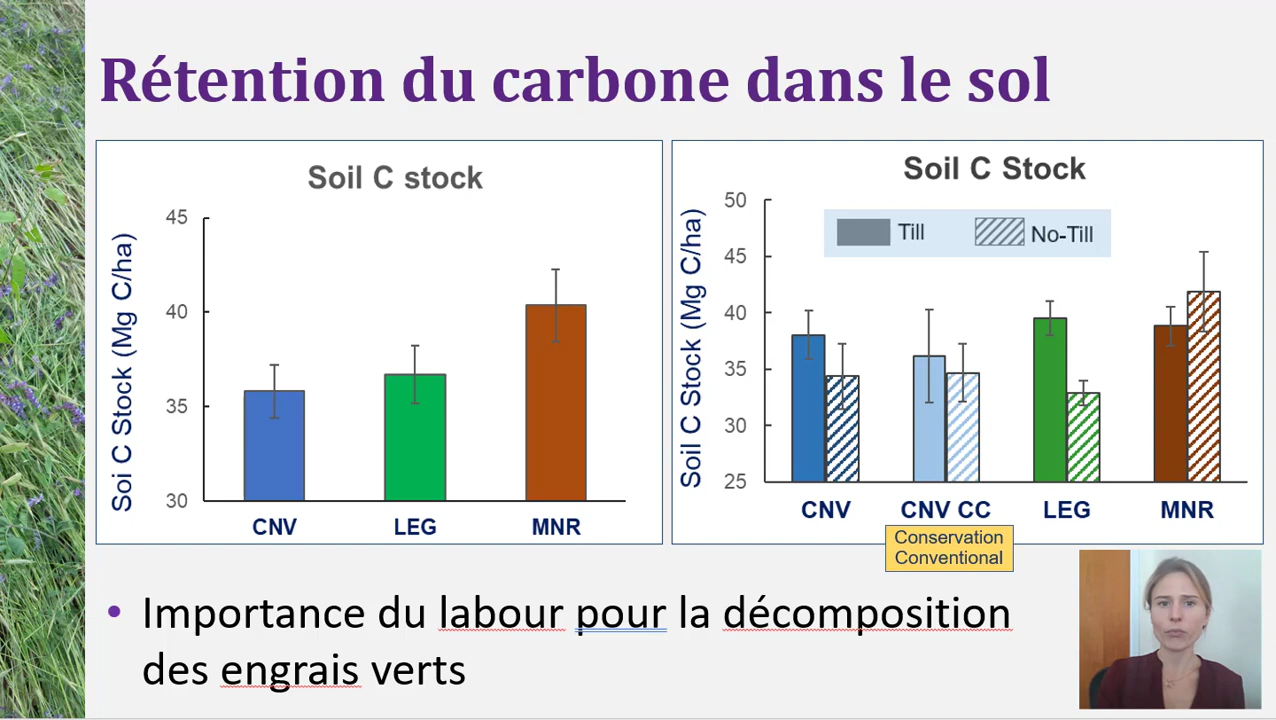 Rétention du carbone dans le sol
Soil C stock
Soi C Stock (Mg C/ha)
45
40
35
30
CNV
LEG
MNR
Soil C Stock
Soil C Stock (Mg C/ha)
50
45
40
35
30
25
Till
No-Till
CNV
CNV CC
LEG
MNR
Conservation
Conventional
• Importance du labour pour la décomposition
des engrais verts